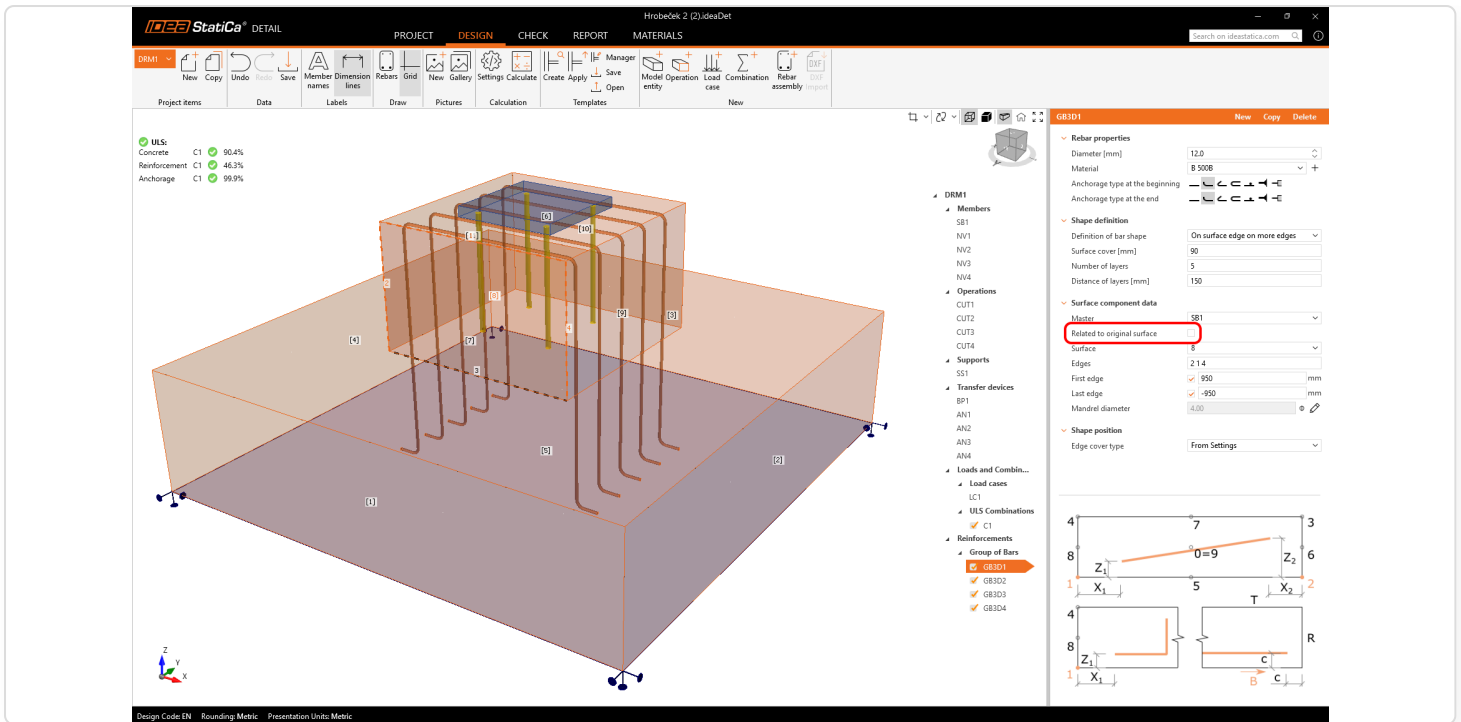 Hrobeček 2 (2).ideaDet
IDEA StatiCa® DETAIL
PROJECT DESIGN CHECK REPORT MATERIALS
Search on ideastatica.com
DRM1
New Copy
Project items
Undo Redo Save
Data
Member names Dimension lines
Labels
Rebars Grid
Draw
New Gallery
Pictures
Settings Calculate
Calculation
Create Apply Manager Save Open
Templates
Model entity Operation Load case Combination Rebar assembly DXF Import
New
ULS:
Concrete C1 90.4%
Reinforcement C1 46.3%
Anchorage C1 99.9%
[6]
[10]
[11]
2
[8]
[9]
[3]
4
[4]
[7]
3
[5]
[2]
[1]
Z
Y
X
DRM1
Members
SB1
NV1
NV2
NV3
NV4
Operations
CUT1
CUT2
CUT3
CUT4
Supports
SS1
Transfer devices
BP1
AN1
AN2
AN3
AN4
Loads and Combin...
Load cases
LC1
ULS Combinations
C1
Reinforcements
Group of Bars
GB3D1
GB3D2
GB3D3
GB3D4
GB3D1 New Copy Delete
Rebar properties
Diameter [mm] 12.0
Material B 500B
Anchorage type at the beginning
Anchorage type at the end
Shape definition
Definition of bar shape On surface edge on more edges
Surface cover [mm] 90
Number of layers 5
Distance of layers [mm] 150
Surface component data
Master SB1
Related to original surface
Surface 8
Edges 2 1 4
First edge 950 mm
Last edge -950 mm
Mandrel diameter 4.00 Φ
Shape position
Edge cover type From Settings
4 7 3
8 Z1 0=9 Z2 6
1 X1 5 X2 2
T
4
8 R
Z1 c
1 X1 B c
Design Code: EN Rounding: Metric Presentation Units: Metric